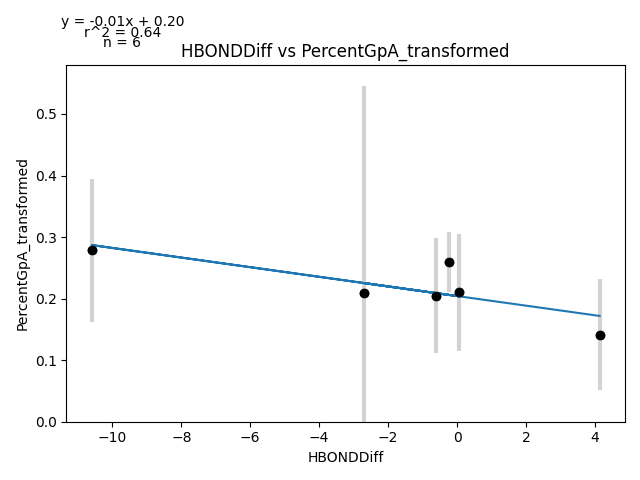 y = -0.01x + 0.20
r^2 = 0.64
n = 6
HBONDDiff vs PercentGpA_transformed
0.5
0.4
0.3
0.2
0.1
0.0
PercentGpA_transformed
−10
−8
−6
−4
−2
0
2
4
HBONDDiff